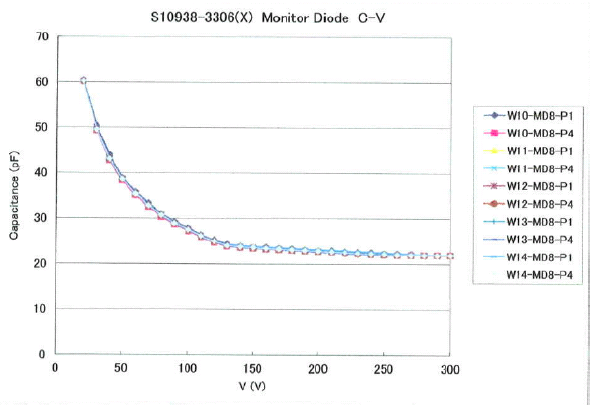 S10938-3306(X) Monitor Diode C-V
70
60
50
40
30
20
10
0
Capacitance (pF)
0 50 100 150 200 250 300
V (V)
W10-MD8-P1
W10-MD8-P4
W11-MD8-P1
W11-MD8-P4
W12-MD8-P1
W12-MD8-P4
W13-MD8-P1
W13-MD8-P4
W14-MD8-P1
W14-MD8-P4